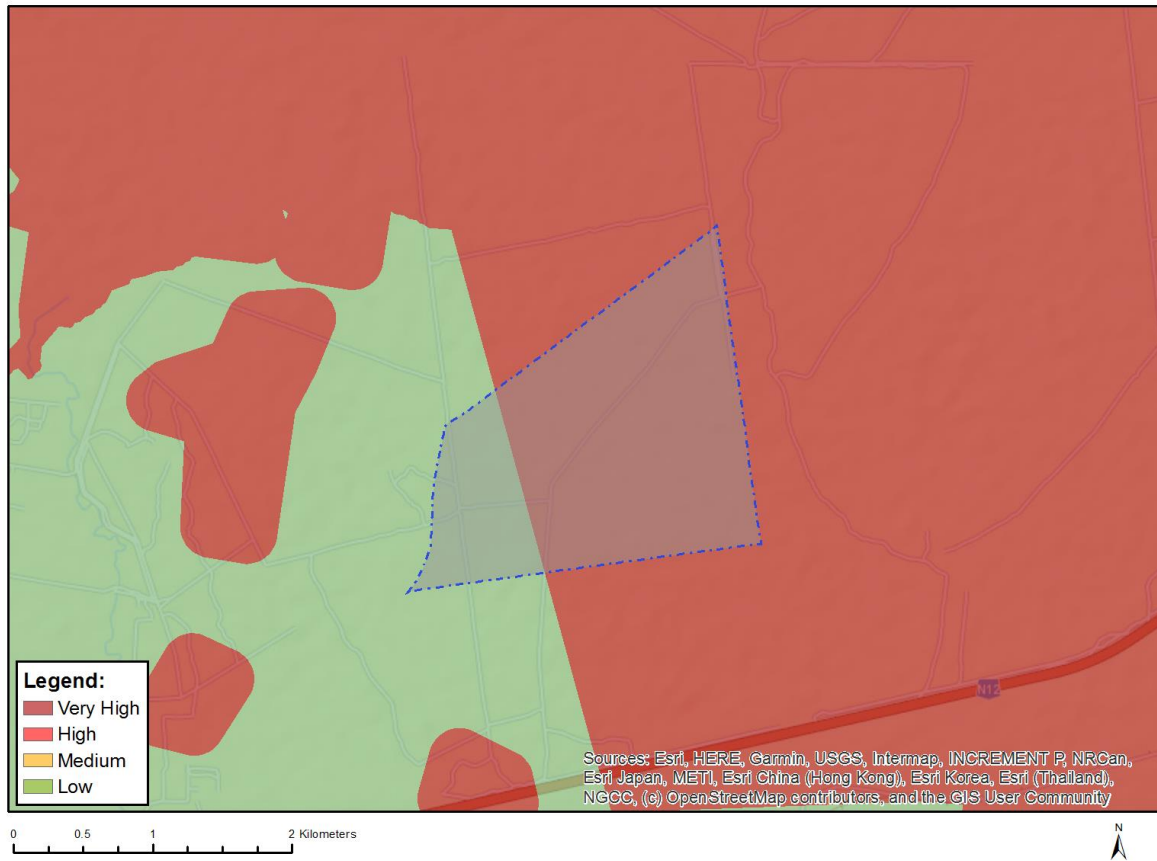 N12
Legend:
Very High
High
Medium
Low
Sources: Esri, HERE, Garmin, USGS, Intermap, INCREMENT P, NRCan,
Esri Japan, METI, Esri China (Hong Kong), Esri Korea, Esri (Thailand),
NGCC, (c) OpenStreetMap contributors, and the GIS User Community
0 0.5 1 2 Kilometers
N